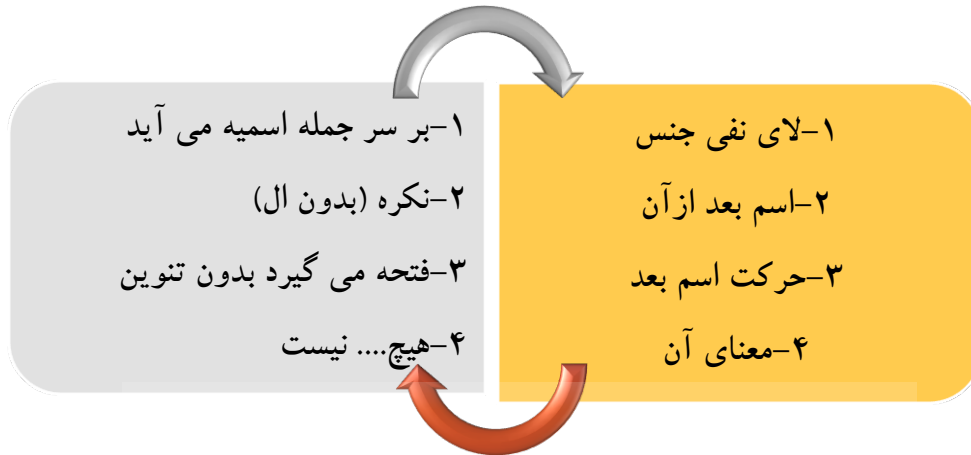 ۱-لای نفی جنس
۲-اسم بعد ازآن
۳-حرکت اسم بعد
۴-معنای آن
۱-بر سر جمله اسمیه می آید
۲-نکره (بدون ال)
۳-فتحه می گیرد بدون تنوین
۴-هیچ.... نیست